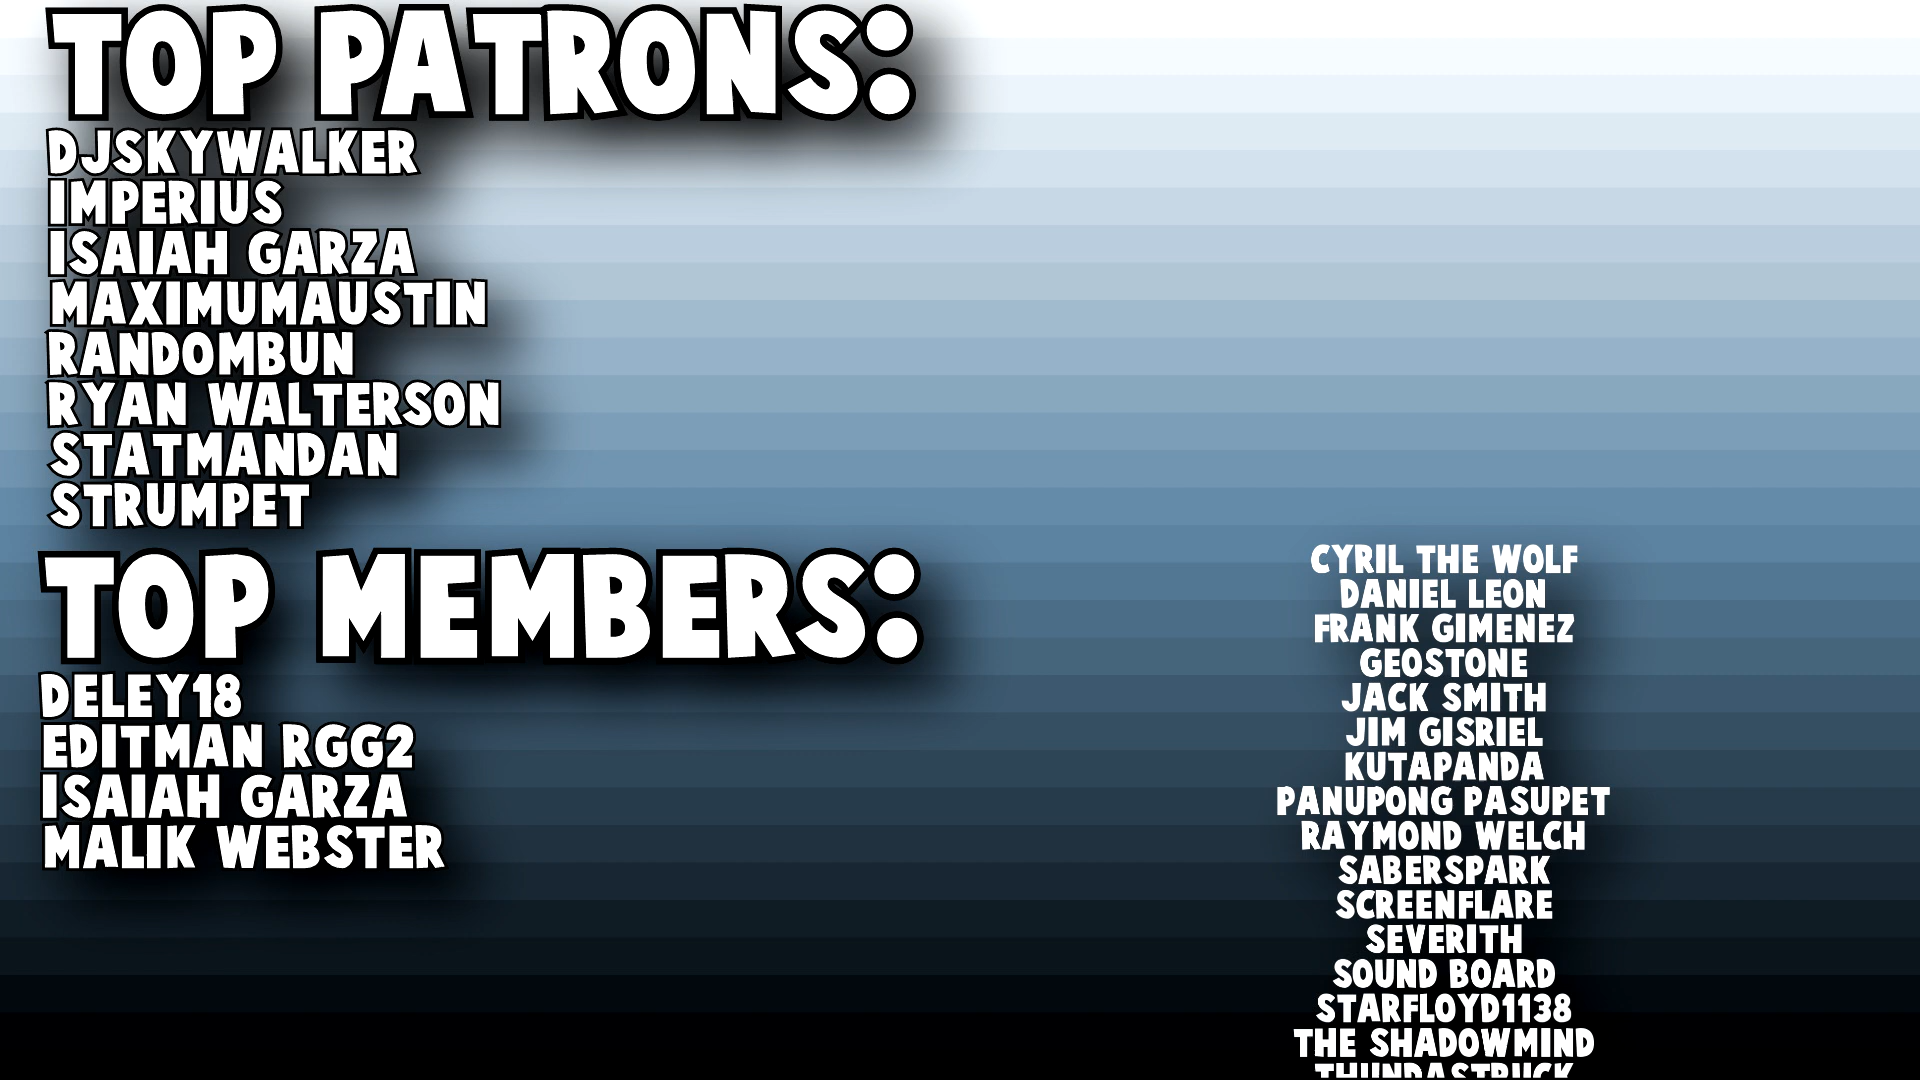 TOP PATRONS:
DJSKYWALKER
IMPERIUS
ISAIAH GARZA
MAXIMUMAUSTIN
RANDOMBUN
RYAN WALTERSON
STATMANDAN
STRUMPET
TOP MEMBERS:
DELEY18
EDITMAN RGG2
ISAIAH GARZA
MALIK WEBSTER
CYRIL THE WOLF
DANIEL LEON
FRANK GIMENEZ
GEOSTONE
JACK SMITH
JIM GISRIEL
KUTAPANDA
PANUPONG PASUPET
RAYMOND WELCH
SABERSPARK
SCREENFLARE
SEVERITH
SOUND BOARD
STARFLOYD1138
THE SHADOWMIND
THUNDASTRUCK